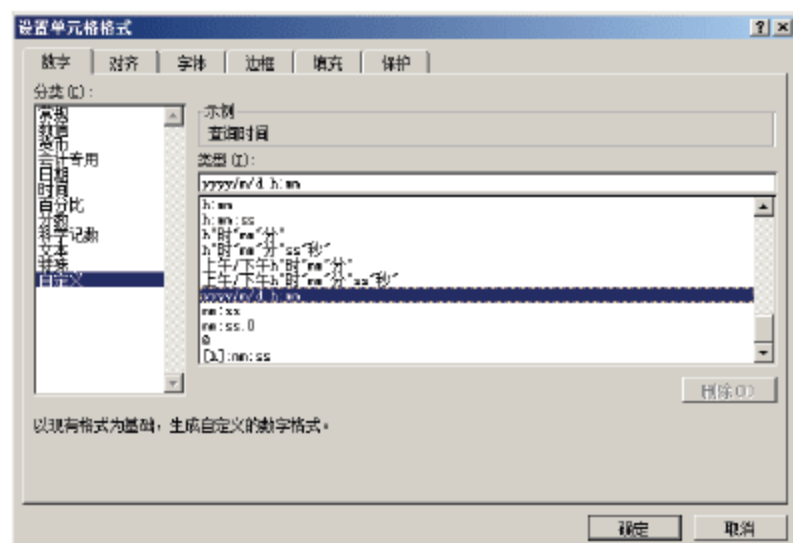 设置单元格格式
数字 对齐 字体 边框 填充 保护
分类(C):
常规
数值
货币
会计专用
日期
时间
百分比
分数
科学记数
文本
特殊
自定义
示例
查询时间
类型(T):
yyyy/m/d h:mm
h:mm
h:mm:ss
h"时"mm"分"
h"时"mm"分"ss"秒"
上午/下午h"时"mm"分"
上午/下午h"时"mm"分"ss"秒"
yyyy/m/d h:mm
mm:ss
mm:ss.0
@
[h]:mm:ss
删除(D)
以现有格式为基础，生成自定义的数字格式。
确定 取消